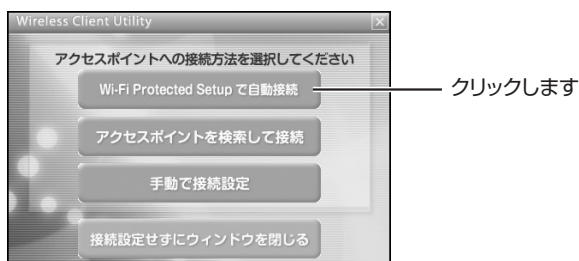 Wireless Client Utility
アクセスポイントへの接続方法を選択してください
Wi-Fi Protected Setup で自動接続
クリックします
アクセスポイントを検索して接続
手動で接続設定
接続設定せずにウィンドウを閉じる